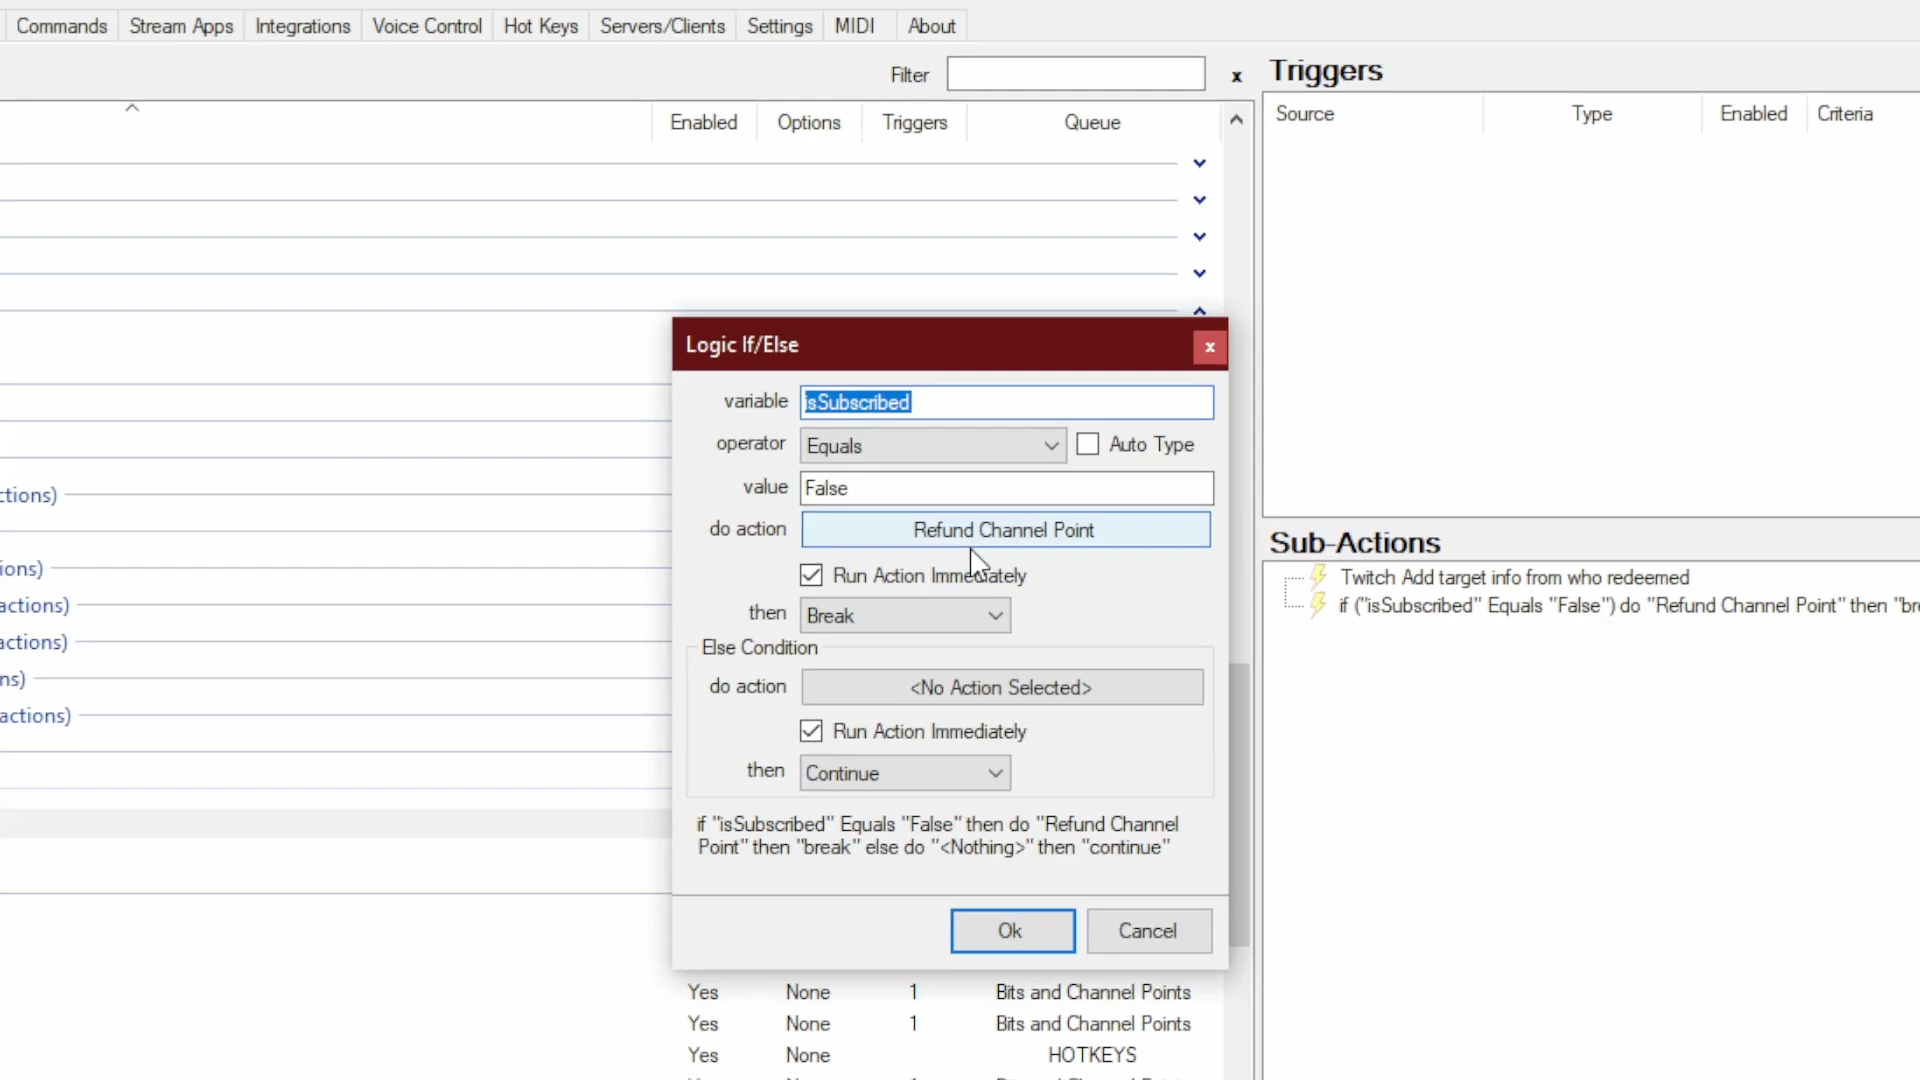 Commands Stream Apps Integrations Voice Control Hot Keys Servers/Clients Settings MIDI About
Filter x
Enabled Options Triggers Queue
ctions)
ions)
actions)
actions)
ns)
actions)
Triggers
Source Type Enabled Criteria
Logic If/Else x
variable isSubscribed
operator Equals Auto Type
value False
do action Refund Channel Point
Run Action Immediately
then Break
Else Condition
do action <No Action Selected>
Run Action Immediately
then Continue
if "isSubscribed" Equals "False" then do "Refund Channel
Point" then "break" else do "<Nothing>" then "continue"
Ok Cancel
Sub-Actions
Twitch Add target info from who redeemed
if ("isSubscribed" Equals "False") do "Refund Channel Point" then "br
Yes None 1 Bits and Channel Points
Yes None 1 Bits and Channel Points
Yes None HOTKEYS